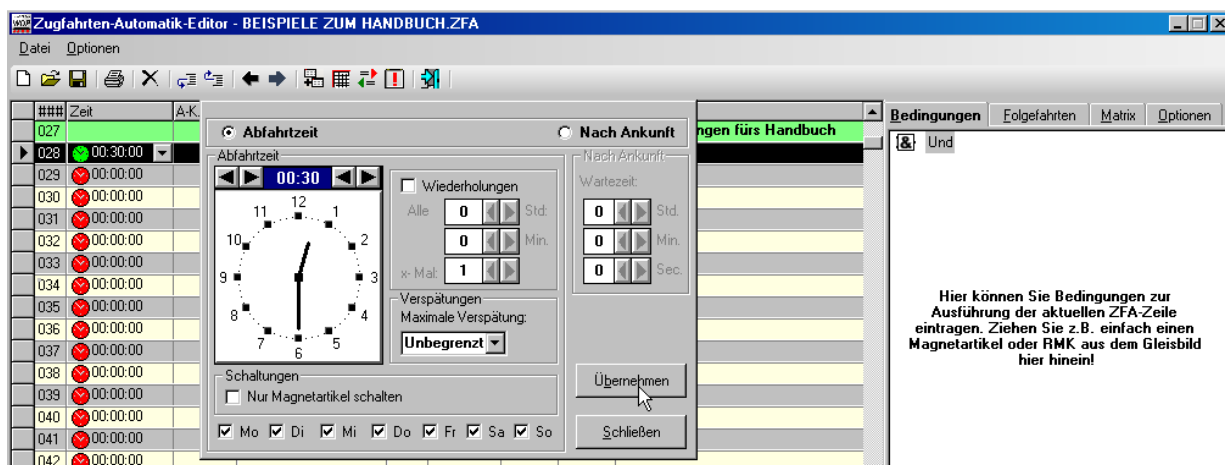 Zugfahrten-Automatik-Editor - BEISPIELE ZUM HANDBUCH.ZFA
Datei Optionen
### Zeit A-K.
027 ngen fürs Handbuch
028 00:30:00
029 00:00:00
030 00:00:00
031 00:00:00
032 00:00:00
033 00:00:00
034 00:00:00
035 00:00:00
036 00:00:00
037 00:00:00
038 00:00:00
039 00:00:00
040 00:00:00
041 00:00:00
042 00:00:00
Abfahrtzeit Nach Ankunft
Abfahrtzeit
00:30
12
11 1
10 2
9 3
8 4
7 5
6
Wiederholungen
Alle 0 Std:
0 Min.
x- Mal: 1
Verspätungen
Maximale Verspätung:
Unbegrenzt
Nach Ankunft
Wartezeit:
0 Std.
0 Min.
0 Sec.
Schaltungen
Nur Magnetartikel schalten
Mo Di Mi Do Fr Sa So
Übernehmen
Schließen
Bedingungen Folgefahrten Matrix Optionen
{&} Und
Hier können Sie Bedingungen zur
Ausführung der aktuellen ZFA-Zeile
eintragen. Ziehen Sie z.B. einfach einen
Magnetartikel oder RMK aus dem Gleisbild
hier hinein!